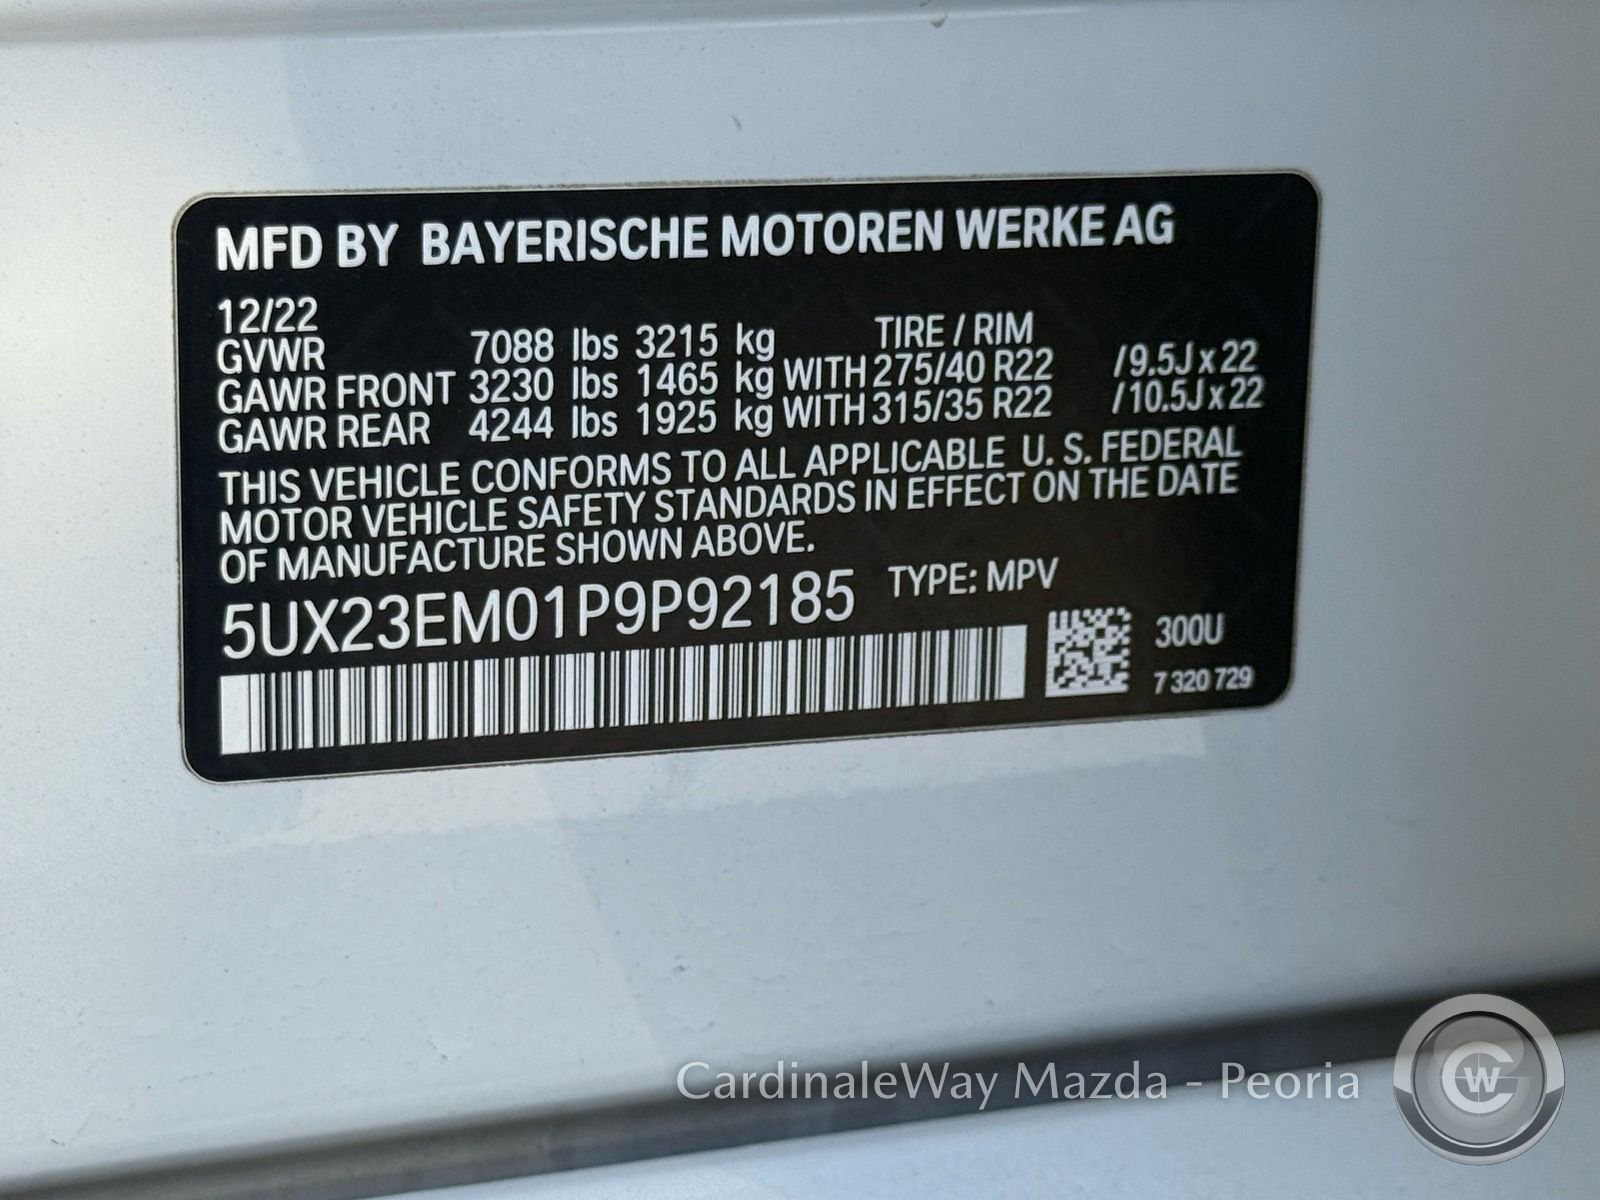 MFD BY BAYERISCHE MOTOREN WERKE AG
12/22 TIRE / RIM
GVWR 7088 lbs 3215 kg
GAWR FRONT 3230 lbs 1465 kg WITH 275/40 R22 /9.5J x 22
GAWR REAR 4244 lbs 1925 kg WITH 315/35 R22 /10.5J x 22
THIS VEHICLE CONFORMS TO ALL APPLICABLE U. S. FEDERAL
MOTOR VEHICLE SAFETY STANDARDS IN EFFECT ON THE DATE
OF MANUFACTURE SHOWN ABOVE.
5UX23EM01P9P92185 TYPE: MPV
300U
7 320 729
CardinaleWay Mazda - Peoria
CW